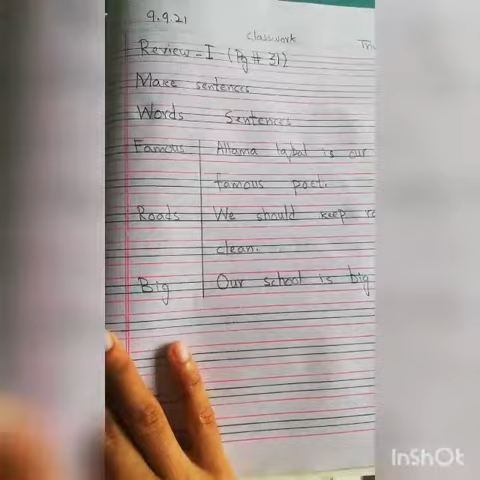 9.9.21
Classwork
Review-I (Pg # 31)
Make sentences
Words Sentences
Famous Allama Iqbal is our
famous poet.
Roads We should keep
clean.
Big Our school is big
InShOt